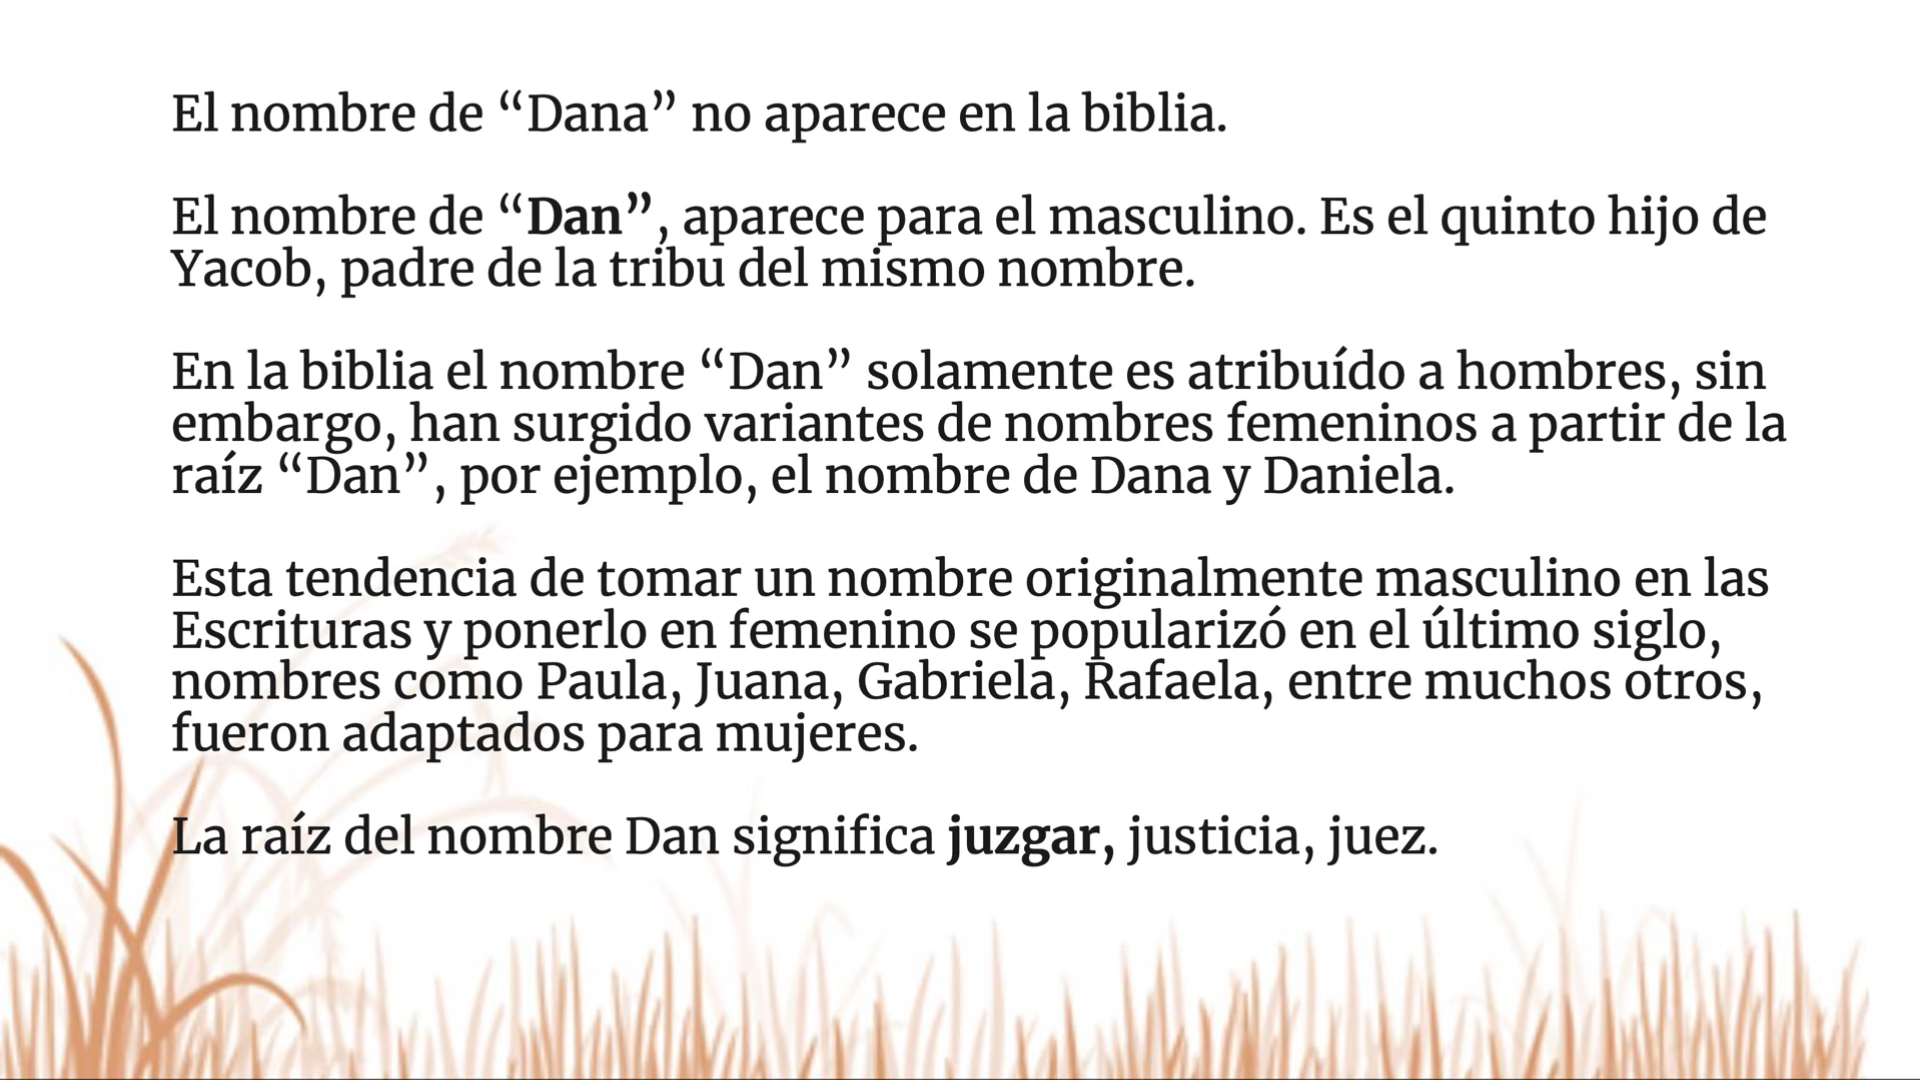 El nombre de “Dana” no aparece en la biblia.
El nombre de “Dan”, aparece para el masculino. Es el quinto hijo de
Yacob, padre de la tribu del mismo nombre.
En la biblia el nombre “Dan” solamente es atribuído a hombres, sin
embargo, han surgido variantes de nombres femeninos a partir de la
raíz “Dan”, por ejemplo, el nombre de Dana y Daniela.
Esta tendencia de tomar un nombre originalmente masculino en las
Escrituras y ponerlo en femenino se popularizó en el último siglo,
nombres como Paula, Juana, Gabriela, Rafaela, entre muchos otros,
fueron adaptados para mujeres.
La raíz del nombre Dan significa juzgar, justicia, juez.